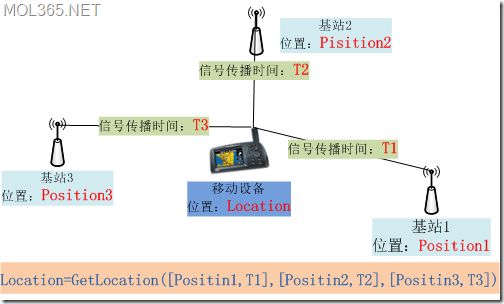 MOL365.NET
基站2
位置：Pisition2
信号传播时间：T2
信号传播时间：T3
信号传播时间：T1
基站3
位置：Position3
移动设备
位置：Location
基站1
位置：Position1
Location=GetLocation([Positin1,T1],[Positin2,T2],[Positin3,T3])